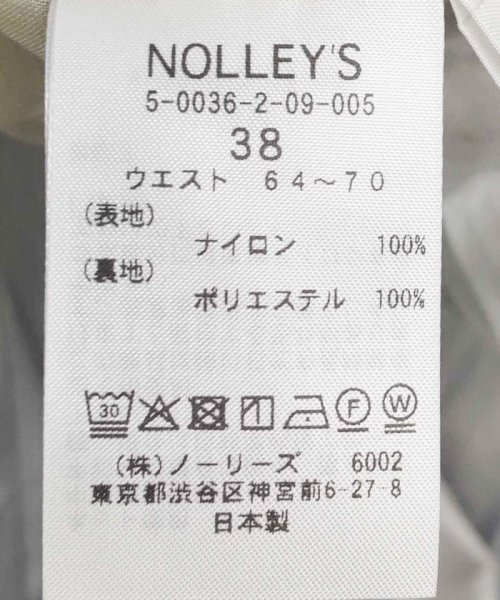 NOLLEY'S
5-0036-2-09-005
38
ウエスト 64～70
(表地)
ナイロン 100%
(裏地)
ポリエステル 100%
30 F W
(株)ノーリーズ 6002
東京都渋谷区神宮前6-27-8
日本製